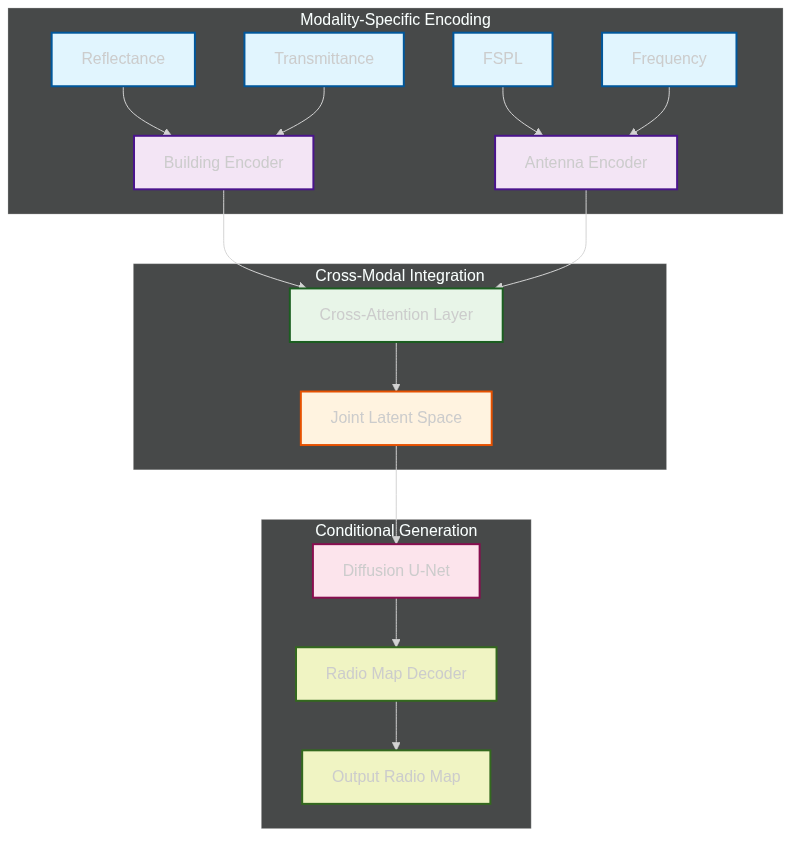 Modality-Specific Encoding
Reflectance
Transmittance
FSPL
Frequency
Building Encoder
Antenna Encoder
Cross-Modal Integration
Cross-Attention Layer
Joint Latent Space
Conditional Generation
Diffusion U-Net
Radio Map Decoder
Output Radio Map